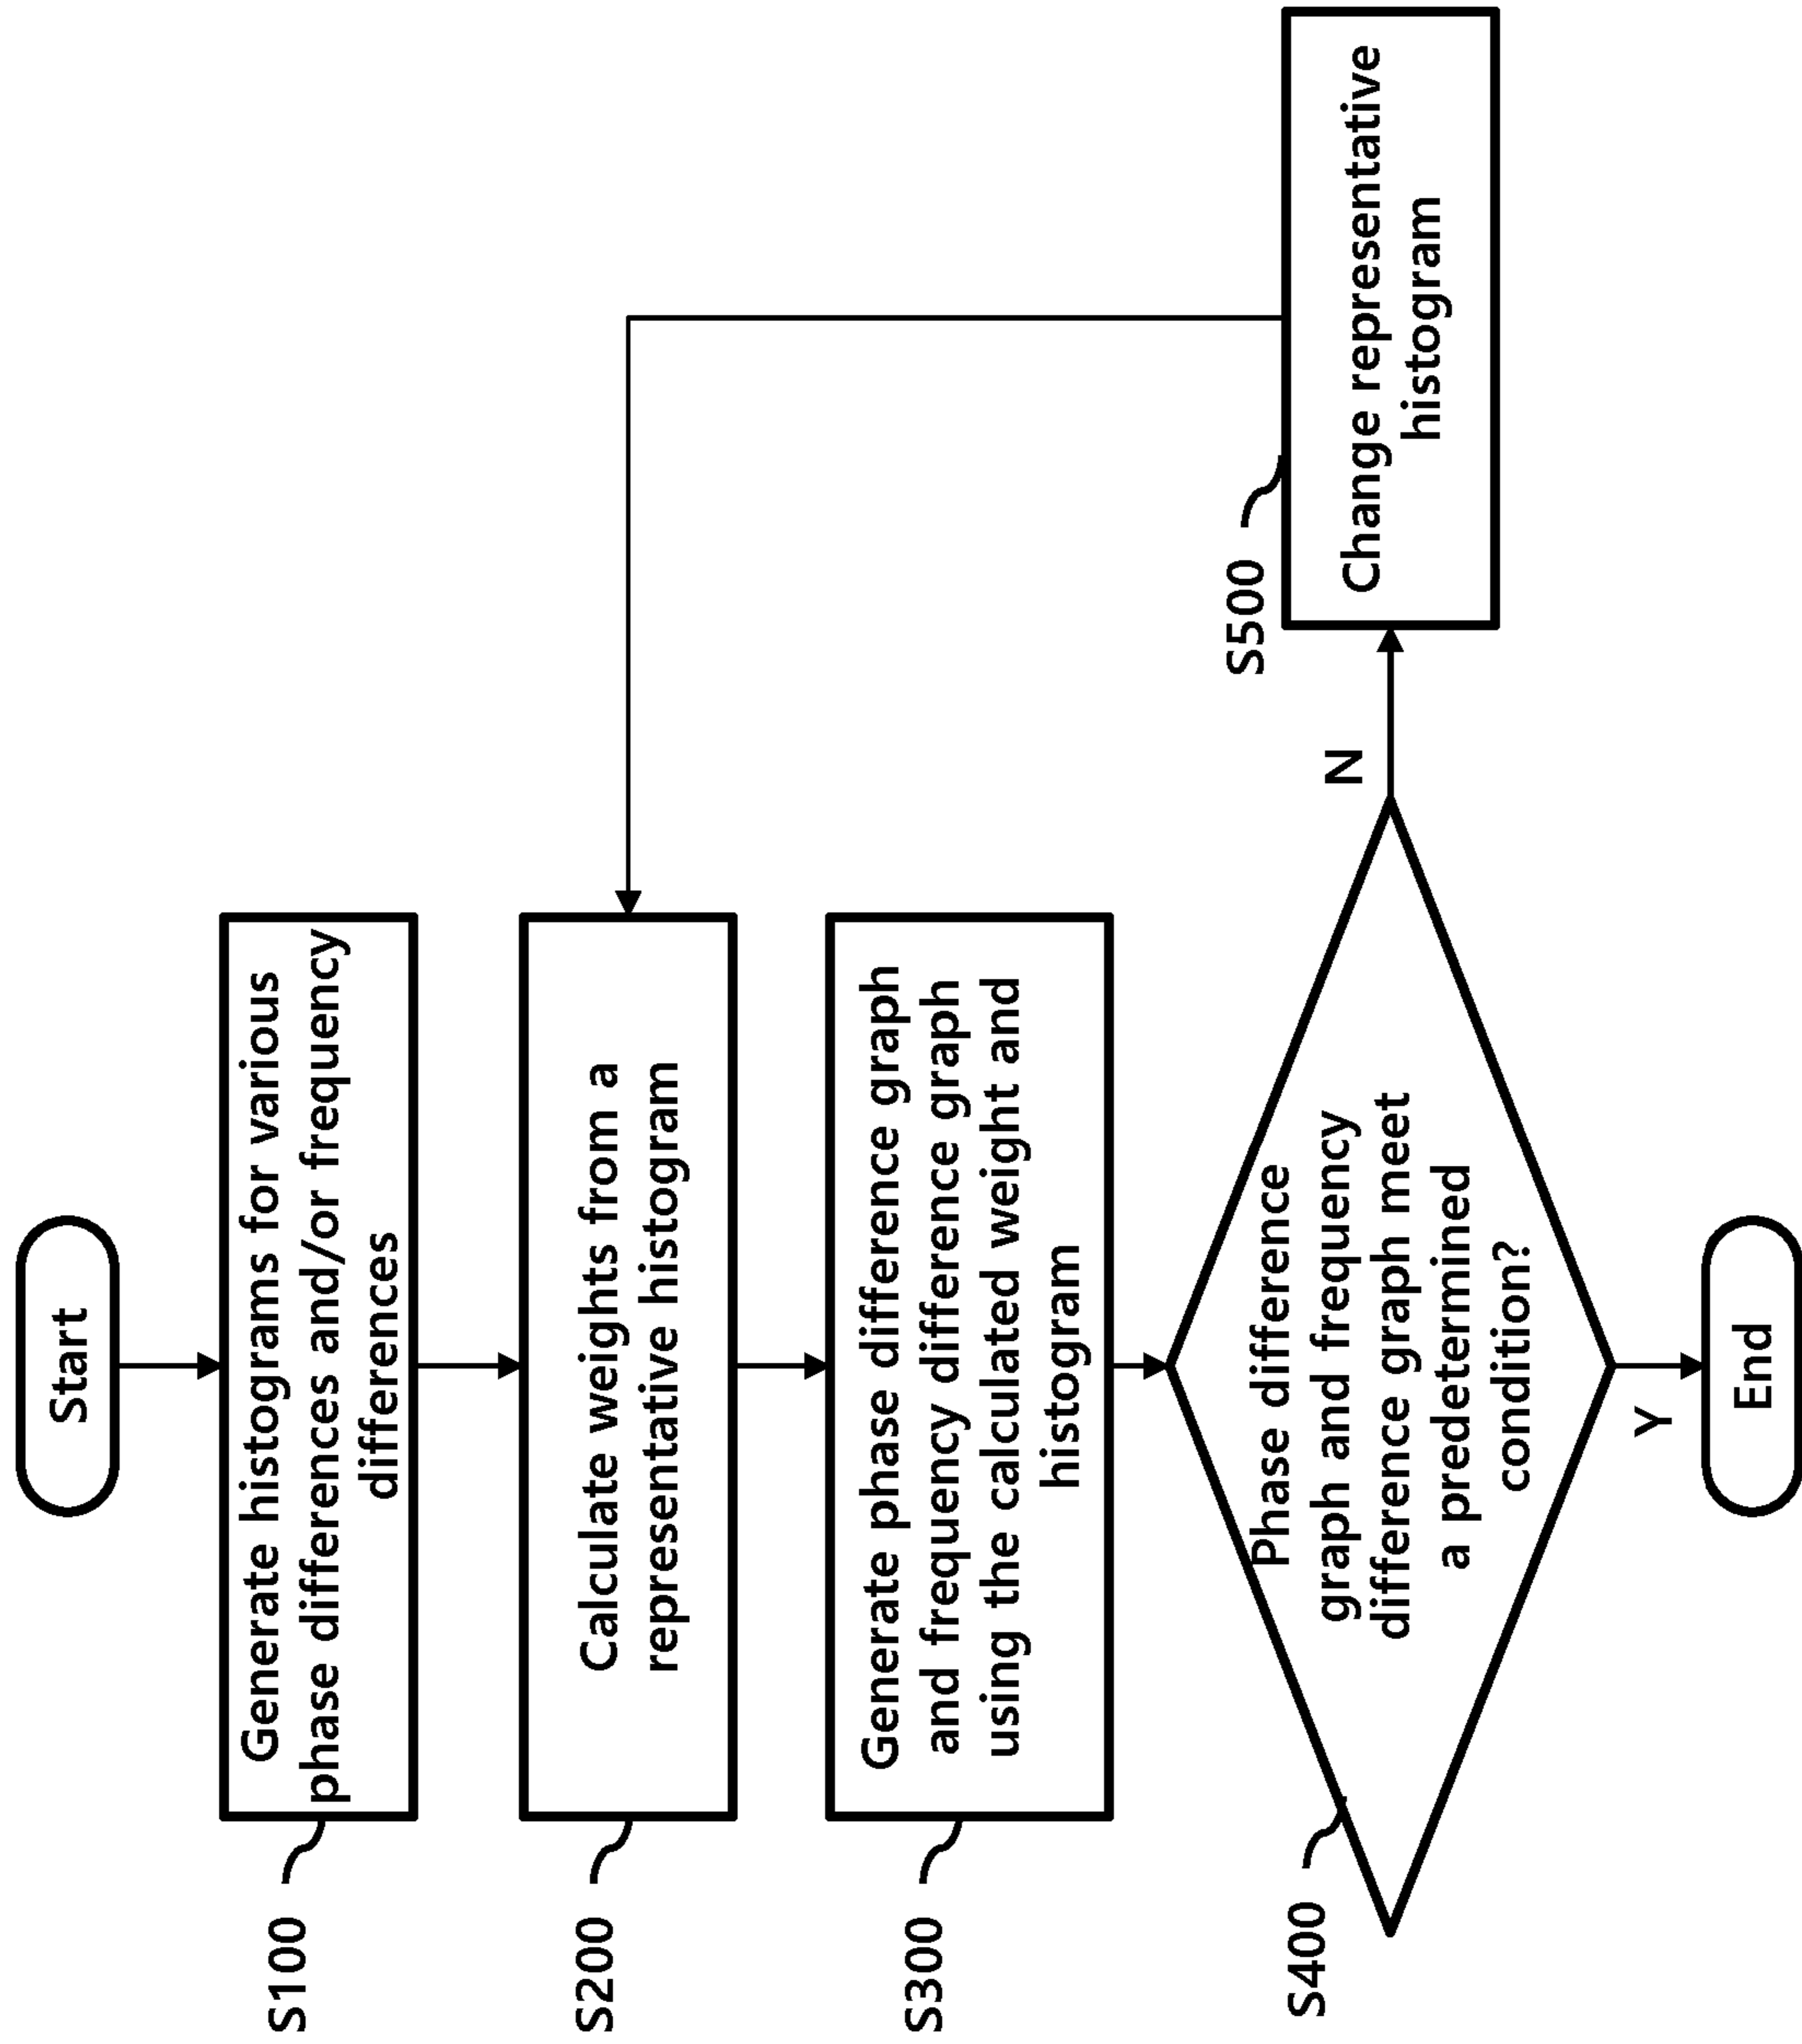 Start
S100
Generate histograms for various
phase differences and/or frequency
differences
S200
Calculate weights from a
representative histogram
S300
Generate phase difference graph
and frequency difference graph
using the calculated weight and
histogram
S400
Phase difference
graph and frequency
difference graph meet
a predetermined
condition?
N
S500
Change representative
histogram
Y
End